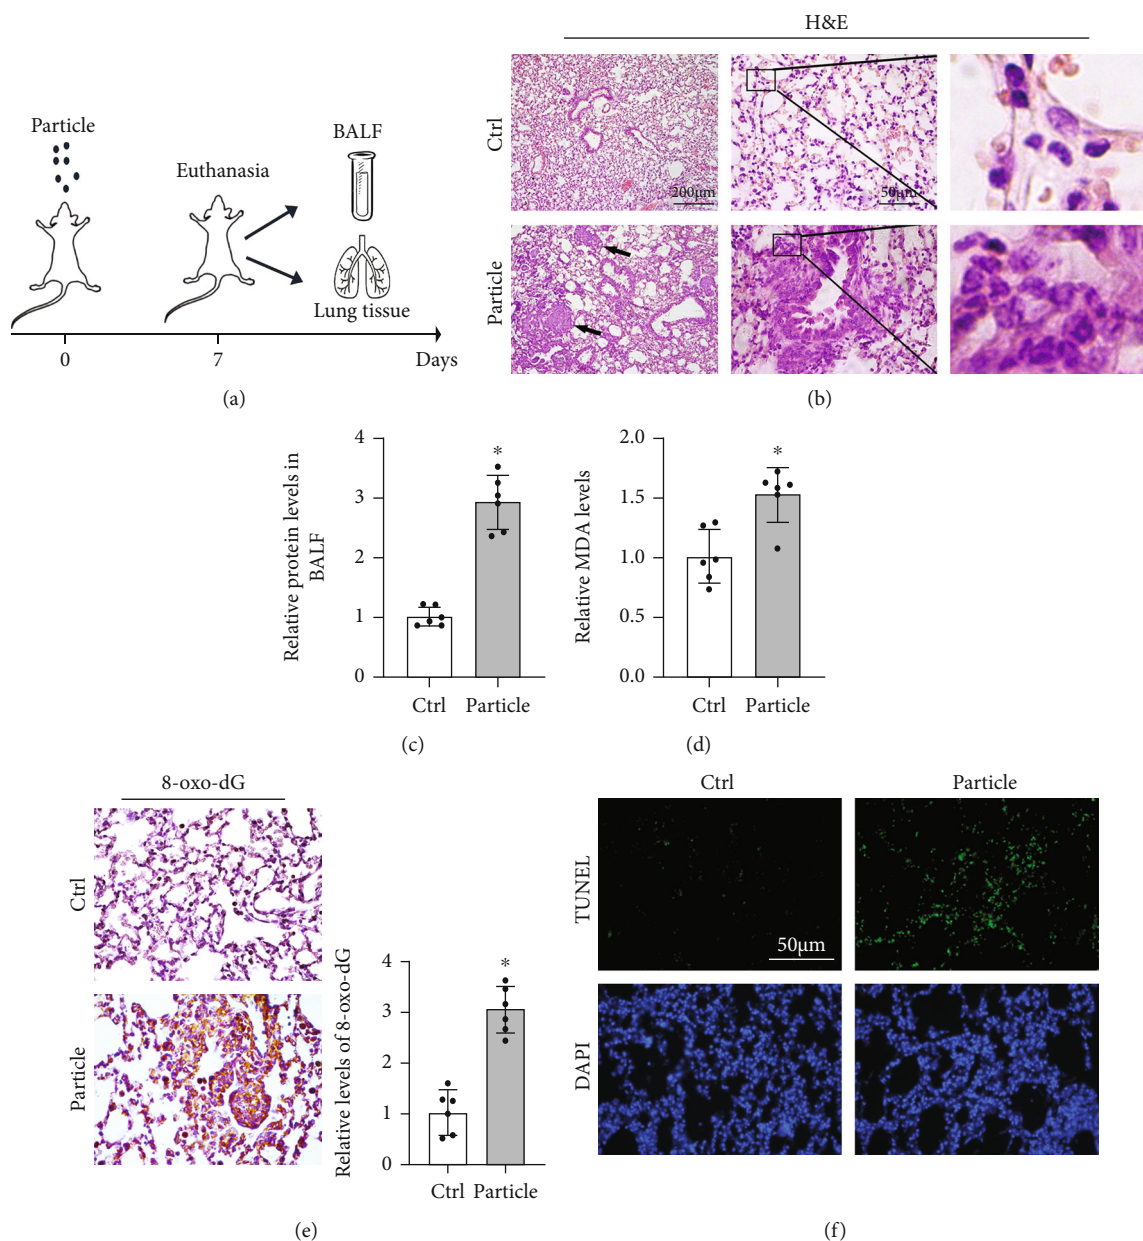 Particle
Euthanasia
BALF
Lung tissue
0
7
Days
(a)
H&E
Ctrl
200μm
50μm
Particle
(b)
Relative protein levels in
BALF
4
3
2
1
0
*
Ctrl
Particle
(c)
Relative MDA levels
2.0
1.5
1.0
0.5
0.0
*
Ctrl
Particle
(d)
8-oxo-dG
Ctrl
Particle
Relative levels of 8-oxo-dG
4
3
2
1
0
*
Ctrl Particle
(e)
Ctrl
Particle
TUNEL
50μm
DAPI
(f)